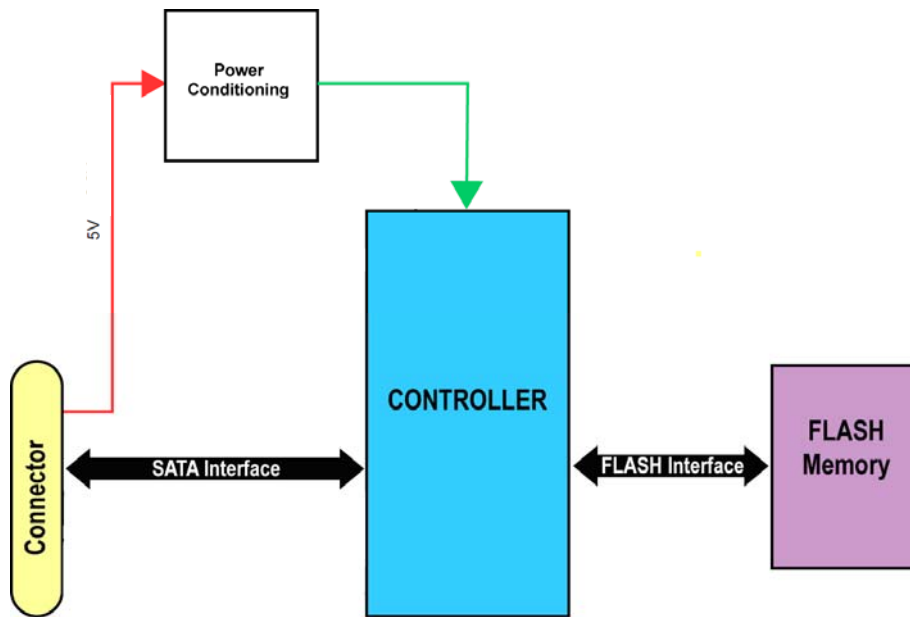 Power
Conditioning
5V
CONTROLLER
FLASH
Memory
SATA Interface
FLASH Interface
Connector